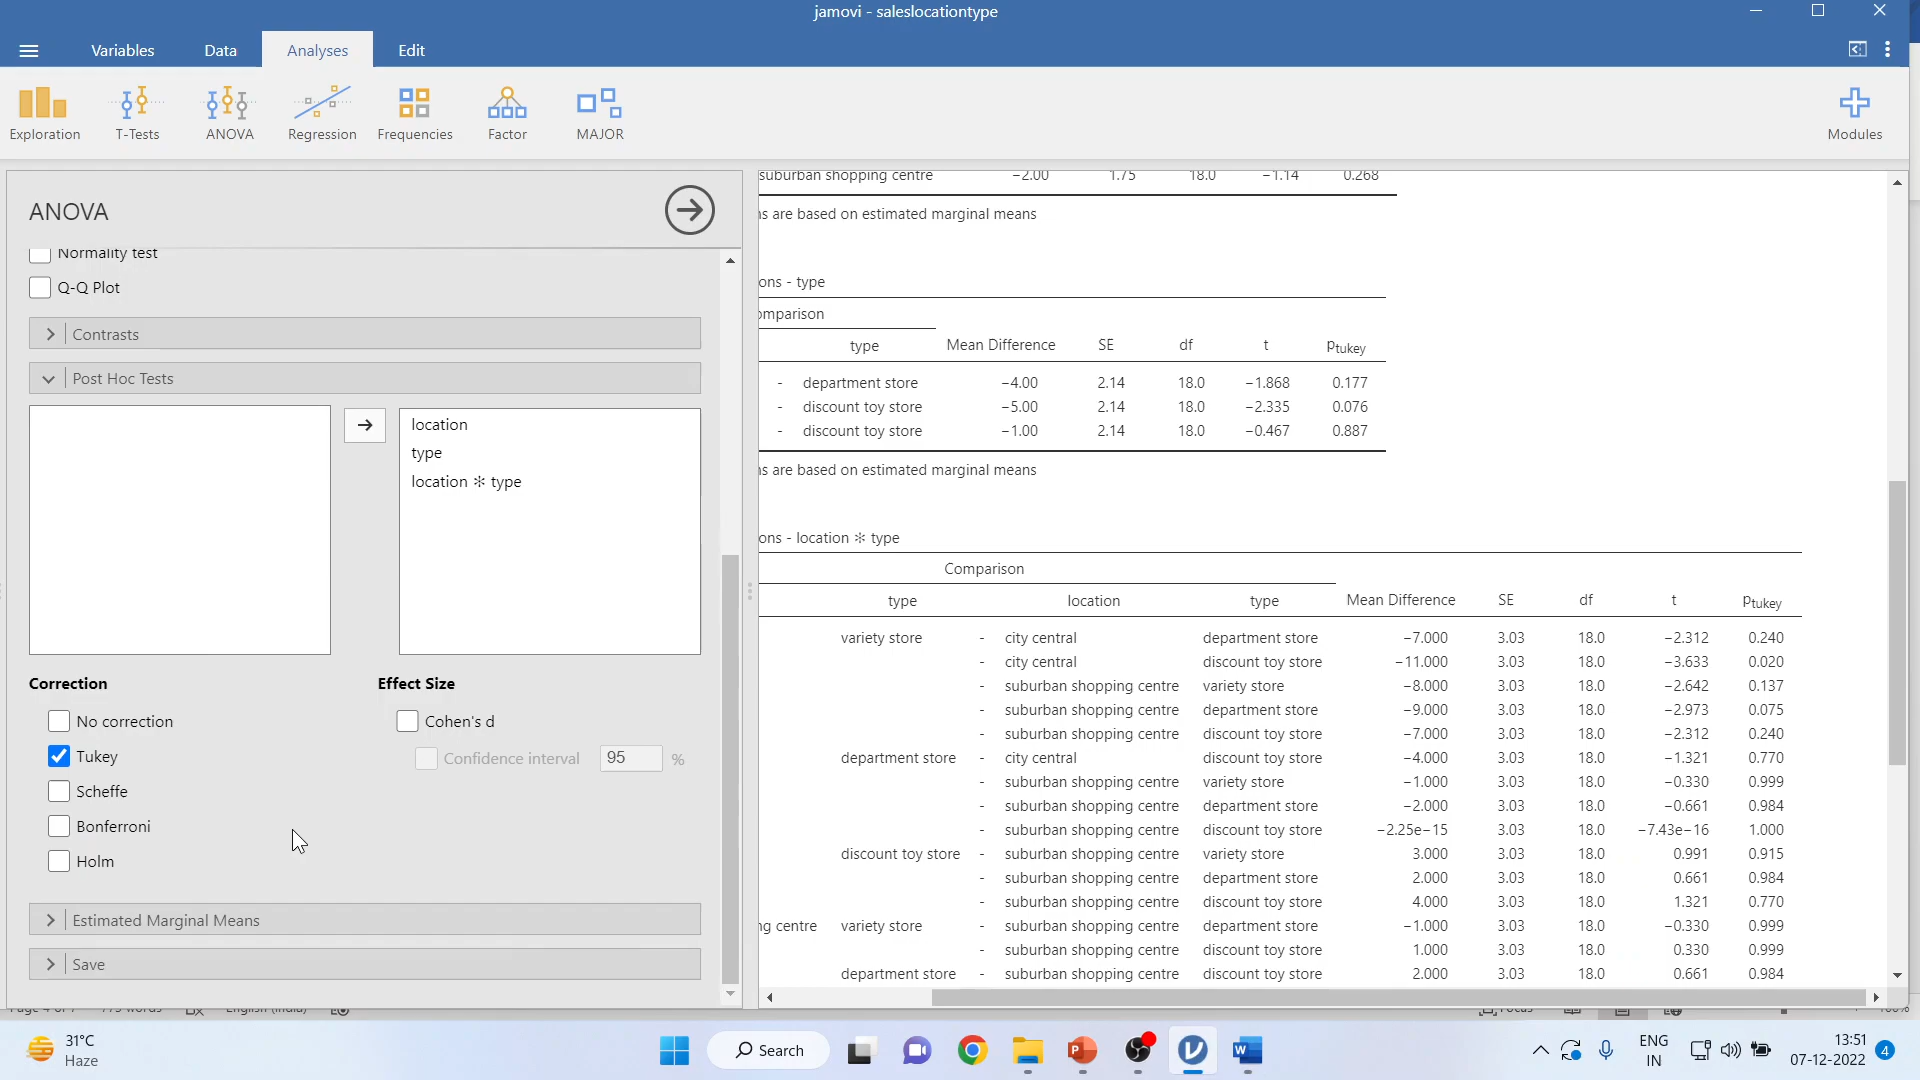 jamovi - saleslocationtype
Variables Data Analyses Edit
Exploration T-Tests ANOVA Regression Frequencies Factor MAJOR Modules
ANOVA
Normality test
Q-Q Plot
Contrasts
Post Hoc Tests
location
type
location ✻ type
Correction
No correction
Tukey
Scheffe
Bonferroni
Holm
Effect Size
Cohen's d
Confidence interval 95 %
Estimated Marginal Means
Save
suburban shopping centre −2.00 1.75 18.0 −1.14 0.268
ns are based on estimated marginal means
ons - type
omparison
type Mean Difference SE df t ptukey
- department store −4.00 2.14 18.0 −1.868 0.177
- discount toy store −5.00 2.14 18.0 −2.335 0.076
- discount toy store −1.00 2.14 18.0 −0.467 0.887
ns are based on estimated marginal means
ons - location ✻ type
Comparison
type location type Mean Difference SE df t ptukey
variety store - city central department store −7.000 3.03 18.0 −2.312 0.240
- city central discount toy store −11.000 3.03 18.0 −3.633 0.020
- suburban shopping centre variety store −8.000 3.03 18.0 −2.642 0.137
- suburban shopping centre department store −9.000 3.03 18.0 −2.973 0.075
- suburban shopping centre discount toy store −7.000 3.03 18.0 −2.312 0.240
department store - city central discount toy store −4.000 3.03 18.0 −1.321 0.770
- suburban shopping centre variety store −1.000 3.03 18.0 −0.330 0.999
- suburban shopping centre department store −2.000 3.03 18.0 −0.661 0.984
- suburban shopping centre discount toy store −2.25e−15 3.03 18.0 −7.43e−16 1.000
discount toy store - suburban shopping centre variety store 3.000 3.03 18.0 0.991 0.915
- suburban shopping centre department store 2.000 3.03 18.0 0.661 0.984
- suburban shopping centre discount toy store 4.000 3.03 18.0 1.321 0.770
ng centre variety store - suburban shopping centre department store −1.000 3.03 18.0 −0.330 0.999
- suburban shopping centre discount toy store 1.000 3.03 18.0 0.330 0.999
department store - suburban shopping centre discount toy store 2.000 3.03 18.0 0.661 0.984
31°C
Haze
Search
ENG
IN
13:51
07-12-2022
4